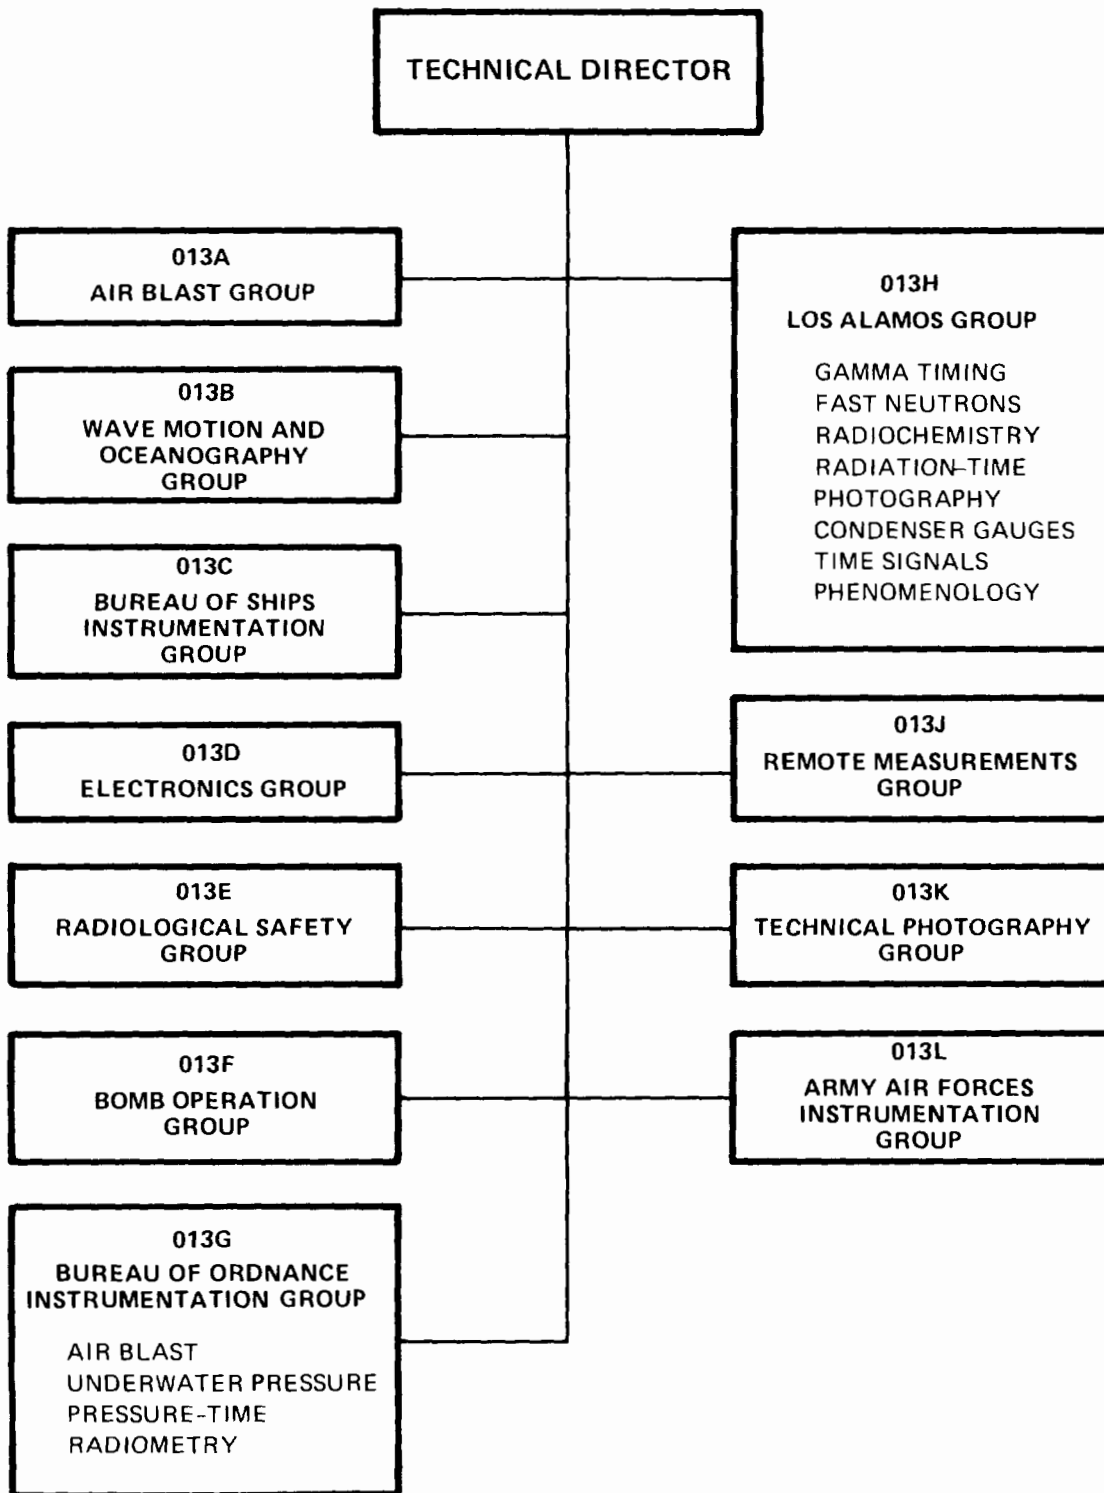 TECHNICAL DIRECTOR
013A
AIR BLAST GROUP
013B
WAVE MOTION AND
OCEANOGRAPHY
GROUP
013C
BUREAU OF SHIPS
INSTRUMENTATION
GROUP
013D
ELECTRONICS GROUP
013E
RADIOLOGICAL SAFETY
GROUP
013F
BOMB OPERATION
GROUP
013G
BUREAU OF ORDNANCE
INSTRUMENTATION GROUP
AIR BLAST
UNDERWATER PRESSURE
PRESSURE-TIME
RADIOMETRY
013H
LOS ALAMOS GROUP
GAMMA TIMING
FAST NEUTRONS
RADIOCHEMISTRY
RADIATION-TIME
PHOTOGRAPHY
CONDENSER GAUGES
TIME SIGNALS
PHENOMENOLOGY
013J
REMOTE MEASUREMENTS
GROUP
013K
TECHNICAL PHOTOGRAPHY
GROUP
013L
ARMY AIR FORCES
INSTRUMENTATION
GROUP